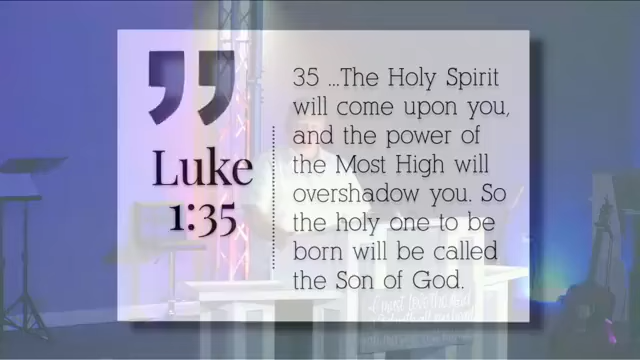 ”
Luke
1:35
35 ...The Holy Spirit
will come upon you,
and the power of
the Most High will
overshadow you. So
the holy one to be
born will be called
the Son of God.